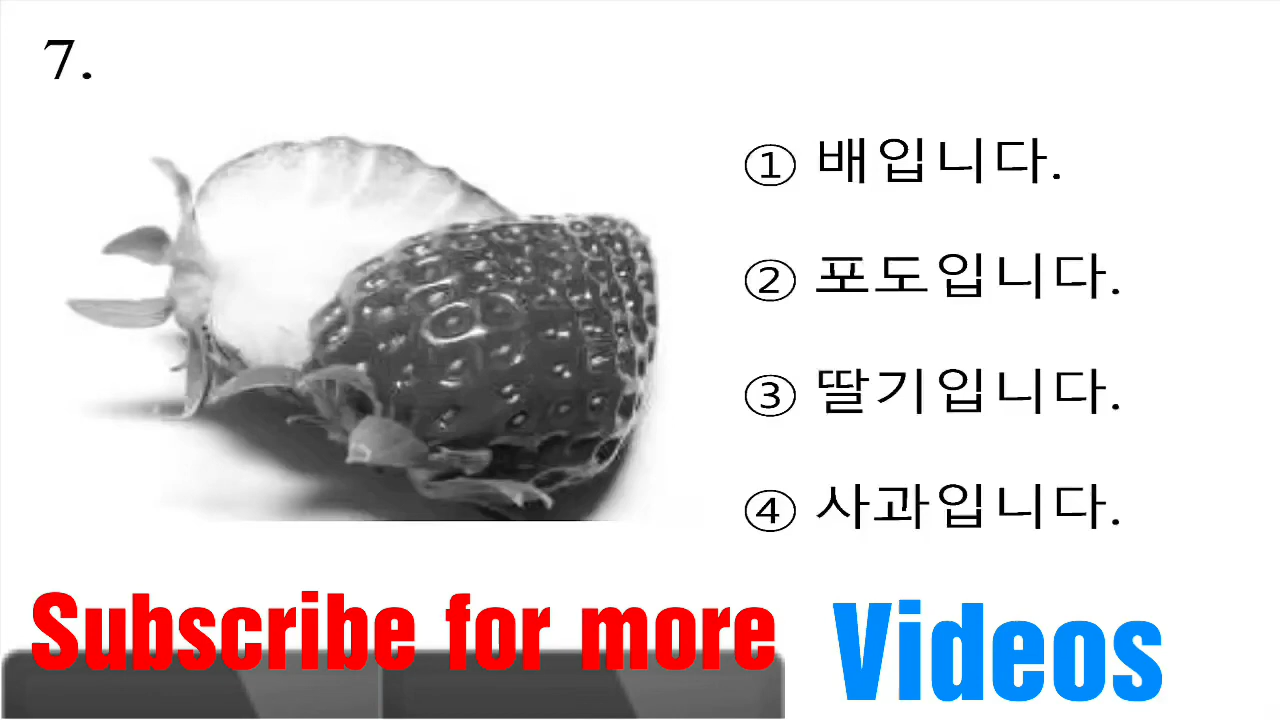 7.
① 배입니다.
② 포도입니다.
③ 딸기입니다.
④ 사과입니다.
Subscribe for more Videos